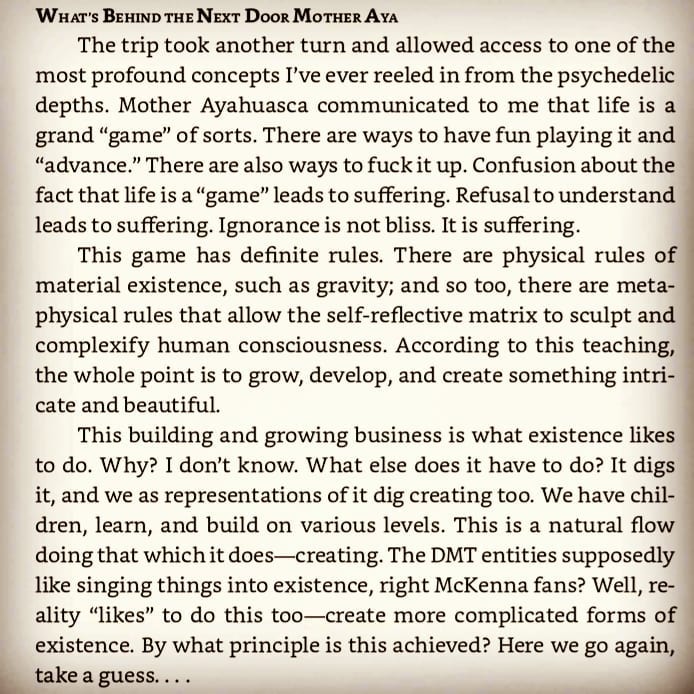 What's Behind the Next Door Mother Aya
The trip took another turn and allowed access to one of the
most profound concepts I've ever reeled in from the psychedelic
depths. Mother Ayahuasca communicated to me that life is a
grand “game” of sorts. There are ways to have fun playing it and
“advance.” There are also ways to fuck it up. Confusion about the
fact that life is a “game” leads to suffering. Refusal to understand
leads to suffering. Ignorance is not bliss. It is suffering.
This game has definite rules. There are physical rules of
material existence, such as gravity; and so too, there are meta-
physical rules that allow the self-reflective matrix to sculpt and
complexify human consciousness. According to this teaching,
the whole point is to grow, develop, and create something intri-
cate and beautiful.
This building and growing business is what existence likes
to do. Why? I don't know. What else does it have to do? It digs
it, and we as representations of it dig creating too. We have chil-
dren, learn, and build on various levels. This is a natural flow
doing that which it does—creating. The DMT entities supposedly
like singing things into existence, right McKenna fans? Well, re-
ality “likes” to do this too—create more complicated forms of
existence. By what principle is this achieved? Here we go again,
take a guess. . . .